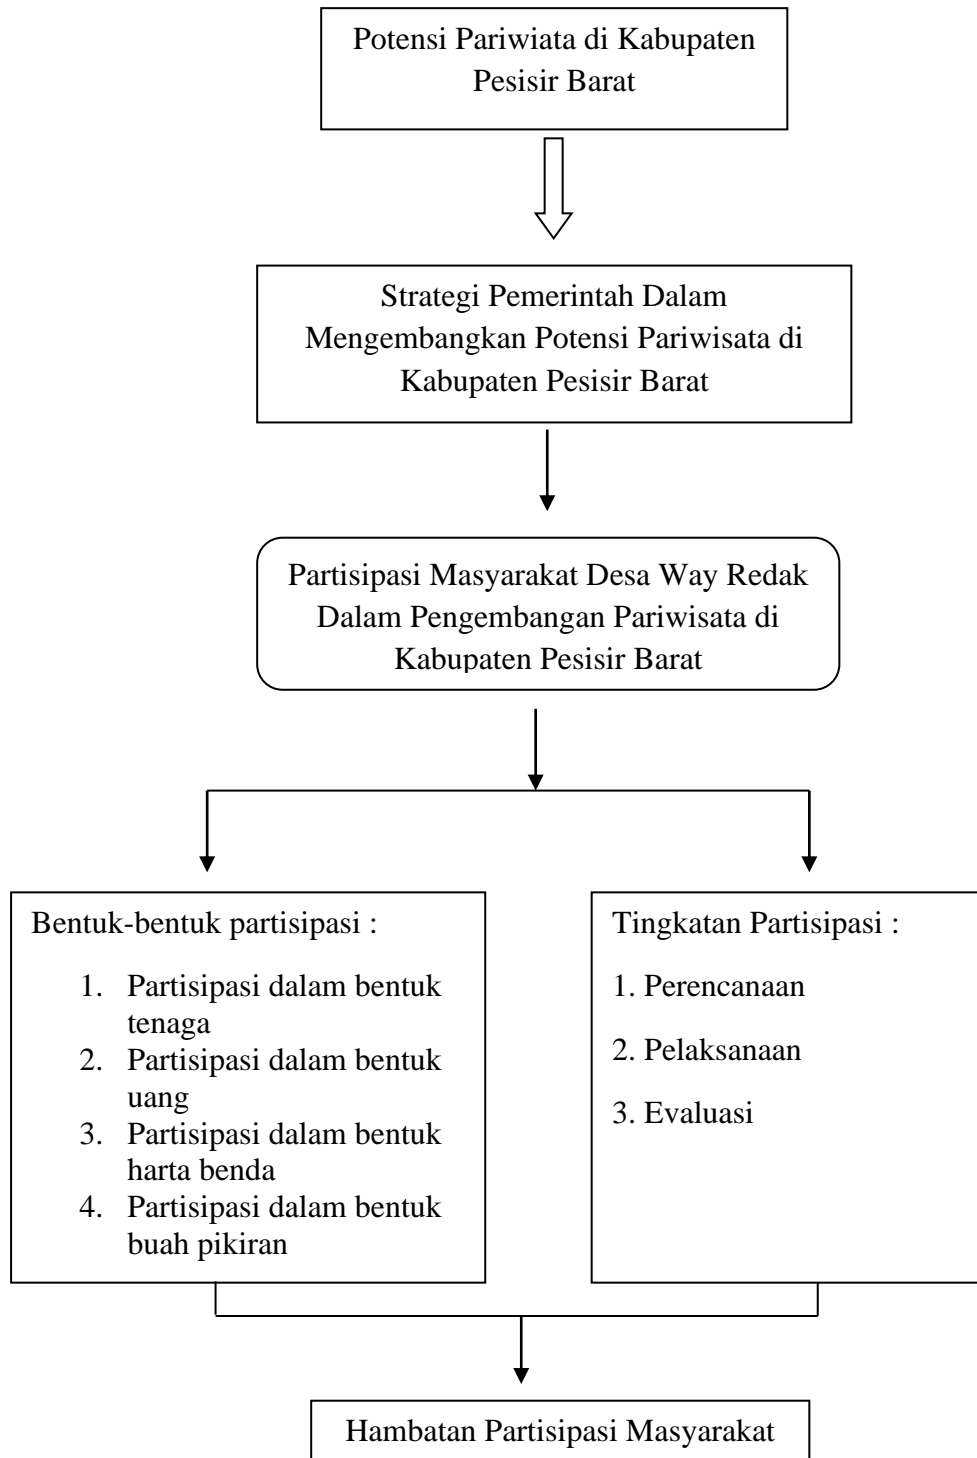 Potensi Pariwiata di Kabupaten
Pesisir Barat
Strategi Pemerintah Dalam
Mengembangkan Potensi Pariwisata di
Kabupaten Pesisir Barat
Partisipasi Masyarakat Desa Way Redak
Dalam Pengembangan Pariwisata di
Kabupaten Pesisir Barat
Bentuk-bentuk partisipasi :
1. Partisipasi dalam bentuk
tenaga
2. Partisipasi dalam bentuk
uang
3. Partisipasi dalam bentuk
harta benda
4. Partisipasi dalam bentuk
buah pikiran
Tingkatan Partisipasi :
1. Perencanaan
2. Pelaksanaan
3. Evaluasi
Hambatan Partisipasi Masyarakat